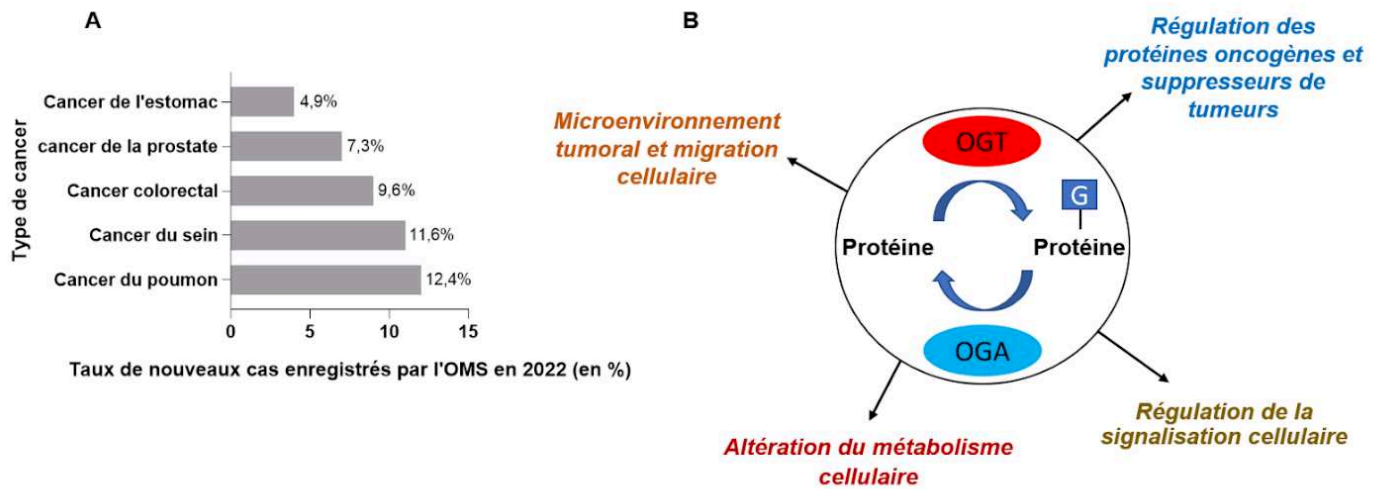 A
Type de cancer
Cancer de l'estomac
4,9%
cancer de la prostate
7,3%
Cancer colorectal
9,6%
Cancer du sein
11,6%
Cancer du poumon
12,4%
0
5
10
15
Taux de nouveaux cas enregistrés par l'OMS en 2022 (en %)
B
Régulation des
protéines oncogènes et
suppresseurs de
tumeurs
Microenvironnement
tumoral et migration
cellulaire
OGT
G
Protéine
Protéine
OGA
Altération du métabolisme
cellulaire
Régulation de la
signalisation cellulaire